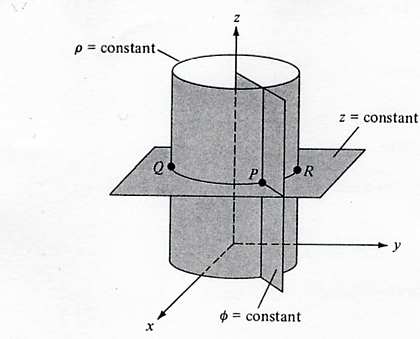 z
ρ = constant
z = constant
Q
P
R
y
x
ϕ = constant